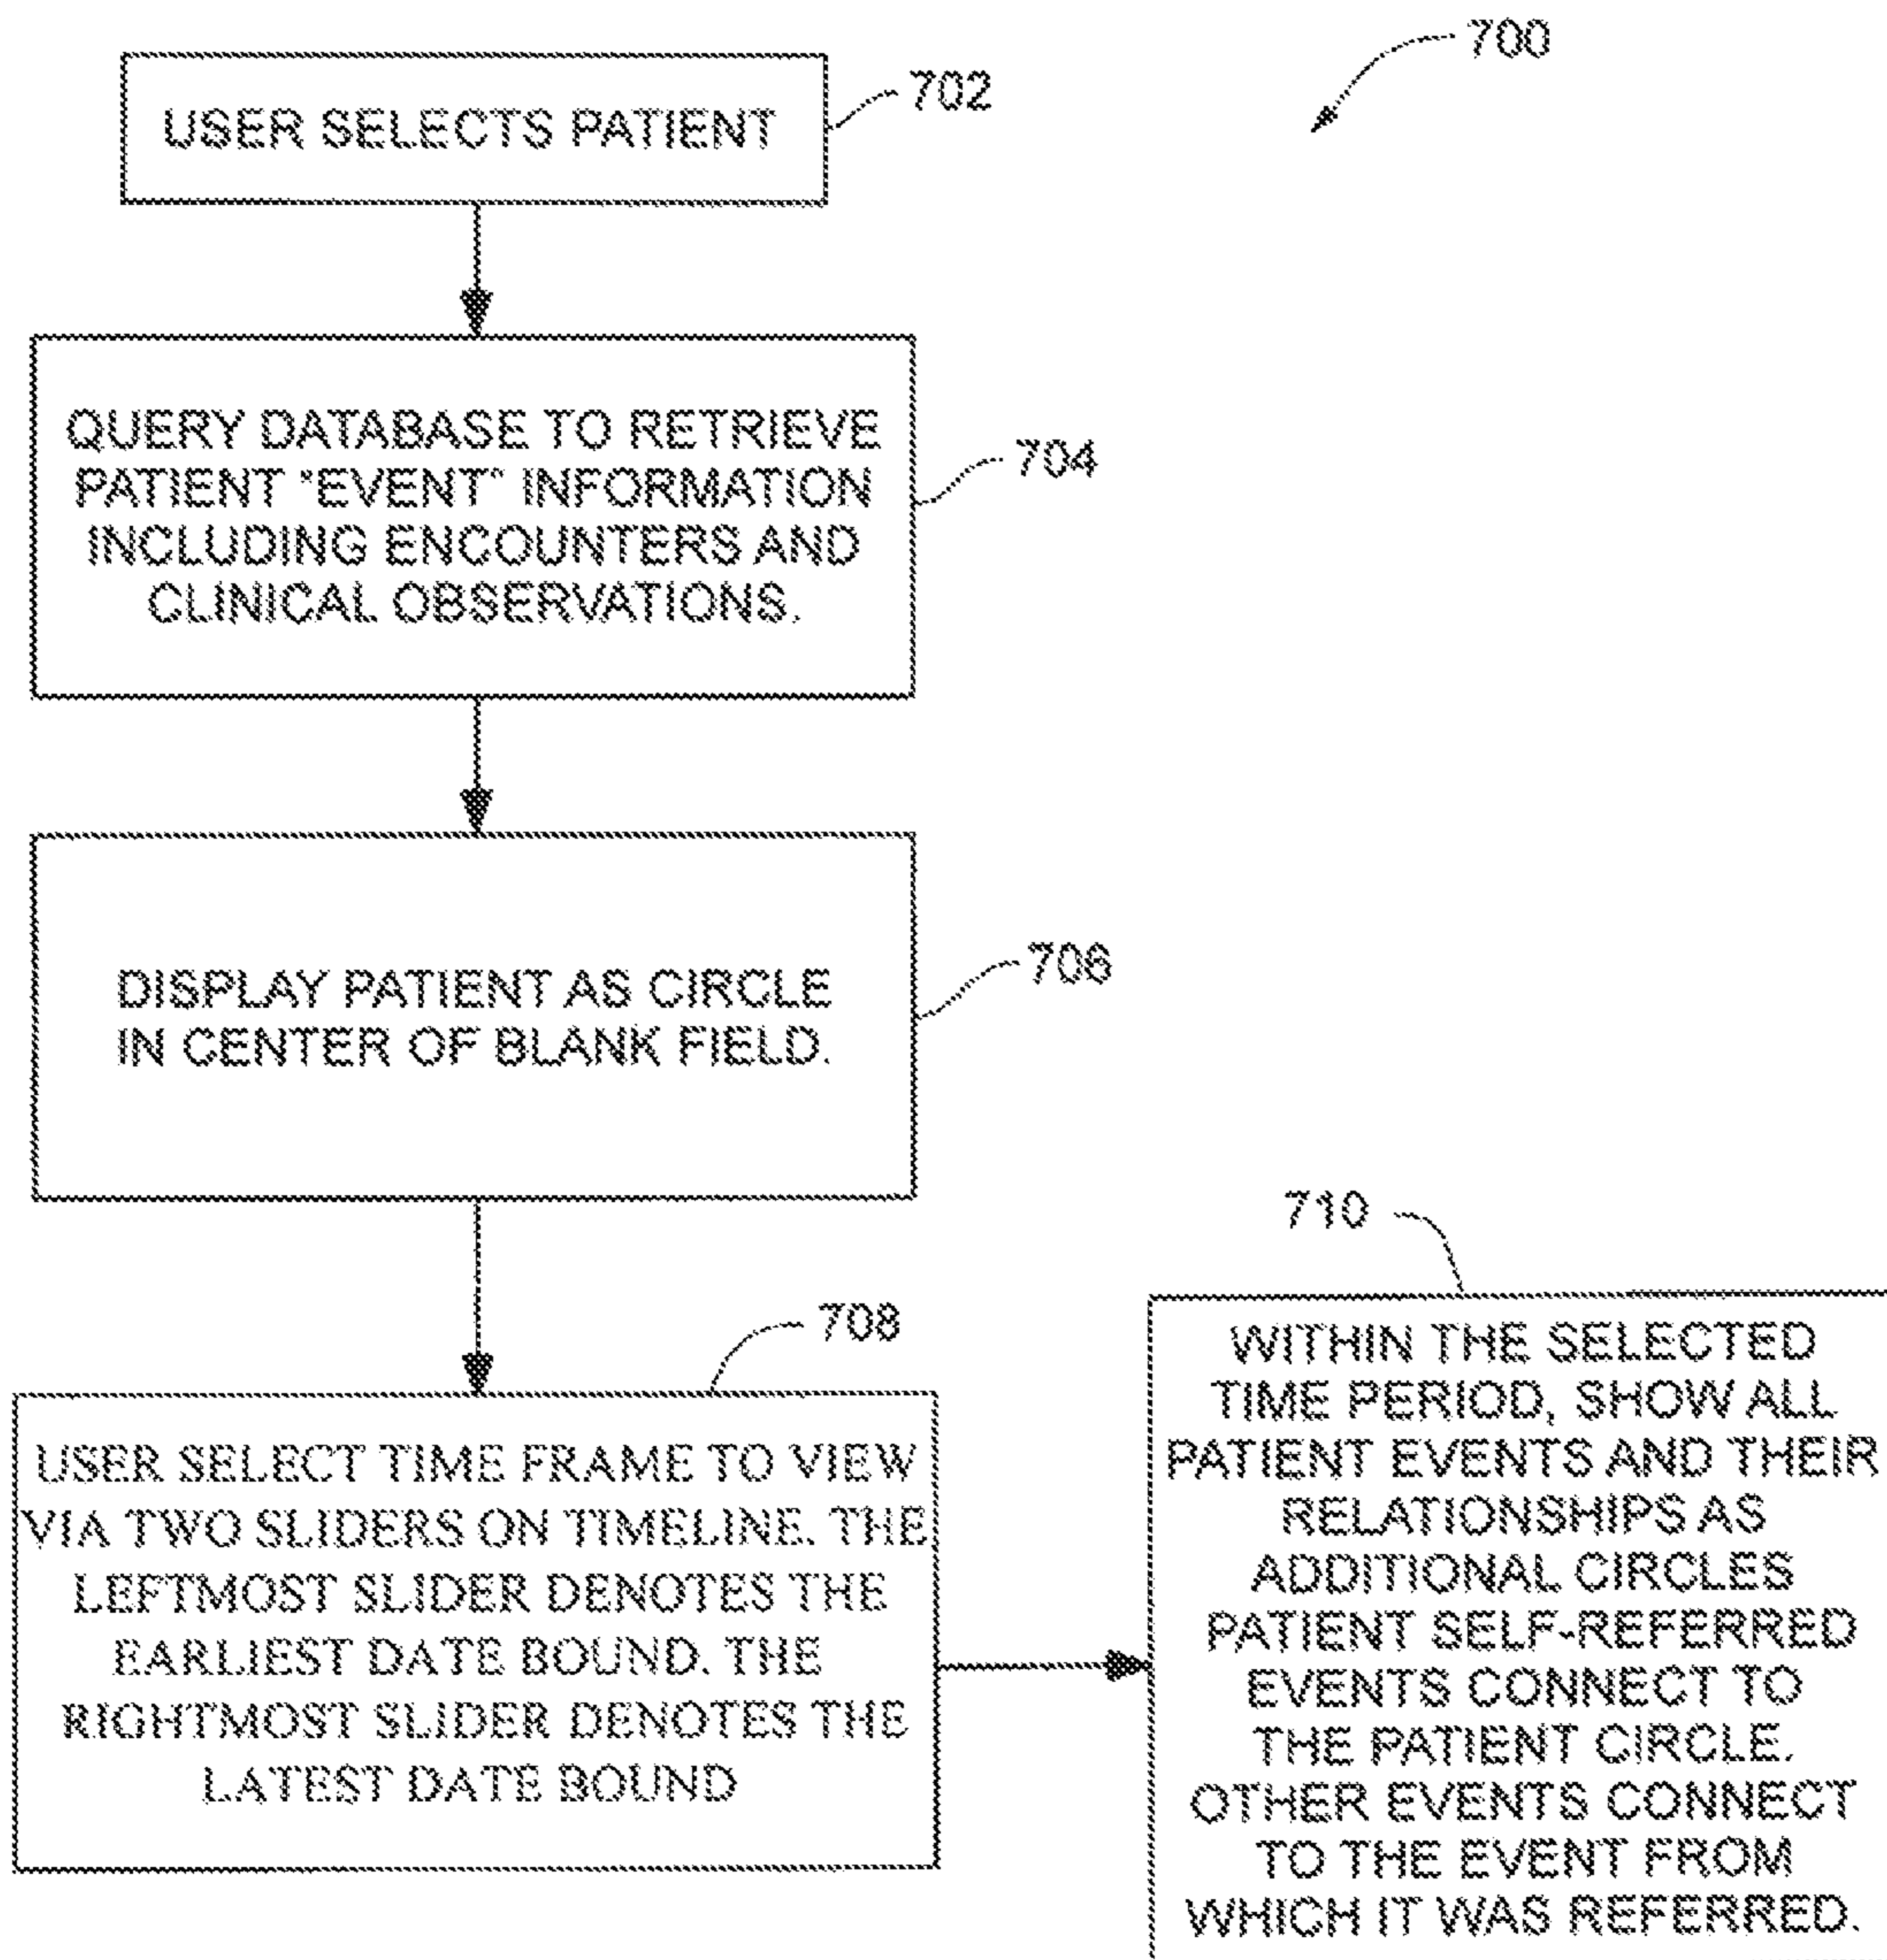 700
USER SELECTS PATIENT
702
QUERY DATABASE TO RETRIEVE
PATIENT "EVENT" INFORMATION
INCLUDING ENCOUNTERS AND
CLINICAL OBSERVATIONS.
704
DISPLAY PATIENT AS CIRCLE
IN CENTER OF BLANK FIELD.
706
708
USER SELECT TIME FRAME TO VIEW
VIA TWO SLIDERS ON TIMELINE. THE
LEFTMOST SLIDER DENOTES THE
EARLIEST DATE BOUND. THE
RIGHTMOST SLIDER DENOTES THE
LATEST DATE BOUND
710
WITHIN THE SELECTED
TIME PERIOD, SHOW ALL
PATIENT EVENTS AND THEIR
RELATIONSHIPS AS
ADDITIONAL CIRCLES
PATIENT SELF-REFERRED
EVENTS CONNECT TO
THE PATIENT CIRCLE.
OTHER EVENTS CONNECT
TO THE EVENT FROM
WHICH IT WAS REFERRED.